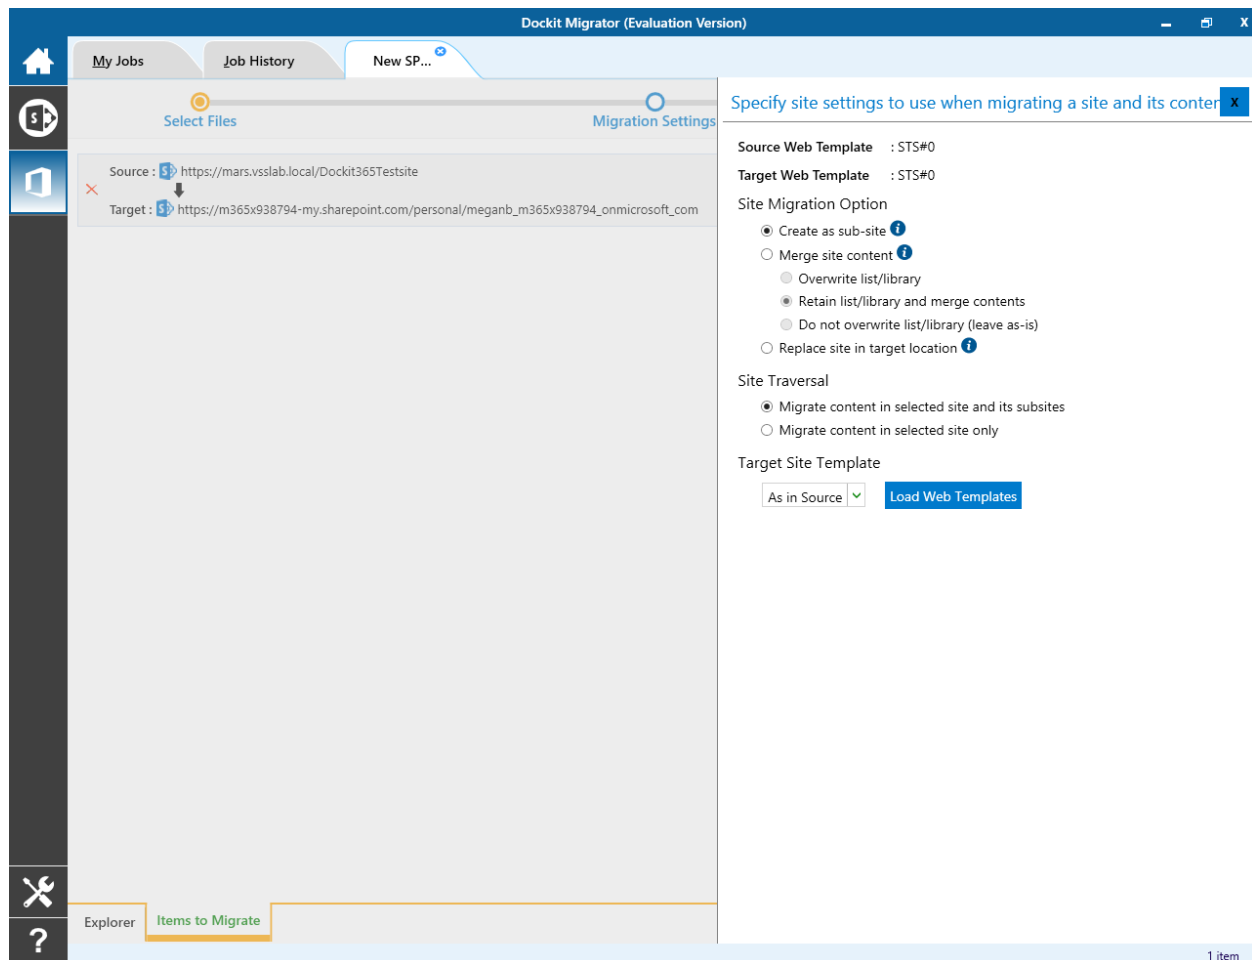 Dockit Migrator (Evaluation Version)
My Jobs
Job History
New SP...
Select Files
Migration Settings
Source : https://mars.vsslab.local/Dockit365Testsite
Target : https://m365x938794-my.sharepoint.com/personal/meganb_m365x938794_onmicrosoft_com
Specify site settings to use when migrating a site and its conter
X
Source Web Template : STS#0
Target Web Template : STS#0
Site Migration Option
Create as sub-site
Merge site content
Overwrite list/library
Retain list/library and merge contents
Do not overwrite list/library (leave as-is)
Replace site in target location
Site Traversal
Migrate content in selected site and its subsites
Migrate content in selected site only
Target Site Template
As in Source
Load Web Templates
Explorer
Items to Migrate
1 item